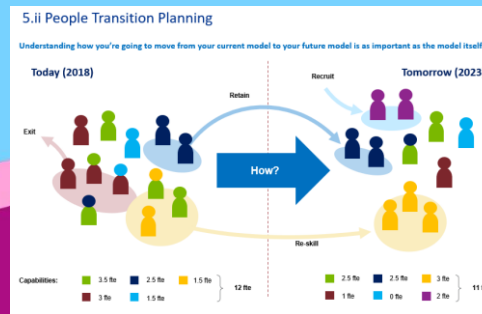 5.ii People Transition Planning
Understanding how you're going to move from your current model to your future model is as important as the model itself
Today (2018)
Tomorrow (2023
Recruit
Retain
Exit
How?
Re-skill
Capabilities:
3.5 fte
2.5 fte
1.5 fte
3 fte
1.5 fte
12 fte
2.5 fte
2.5 fte
3 fte
1 fte
0 fte
2 fte
11 f